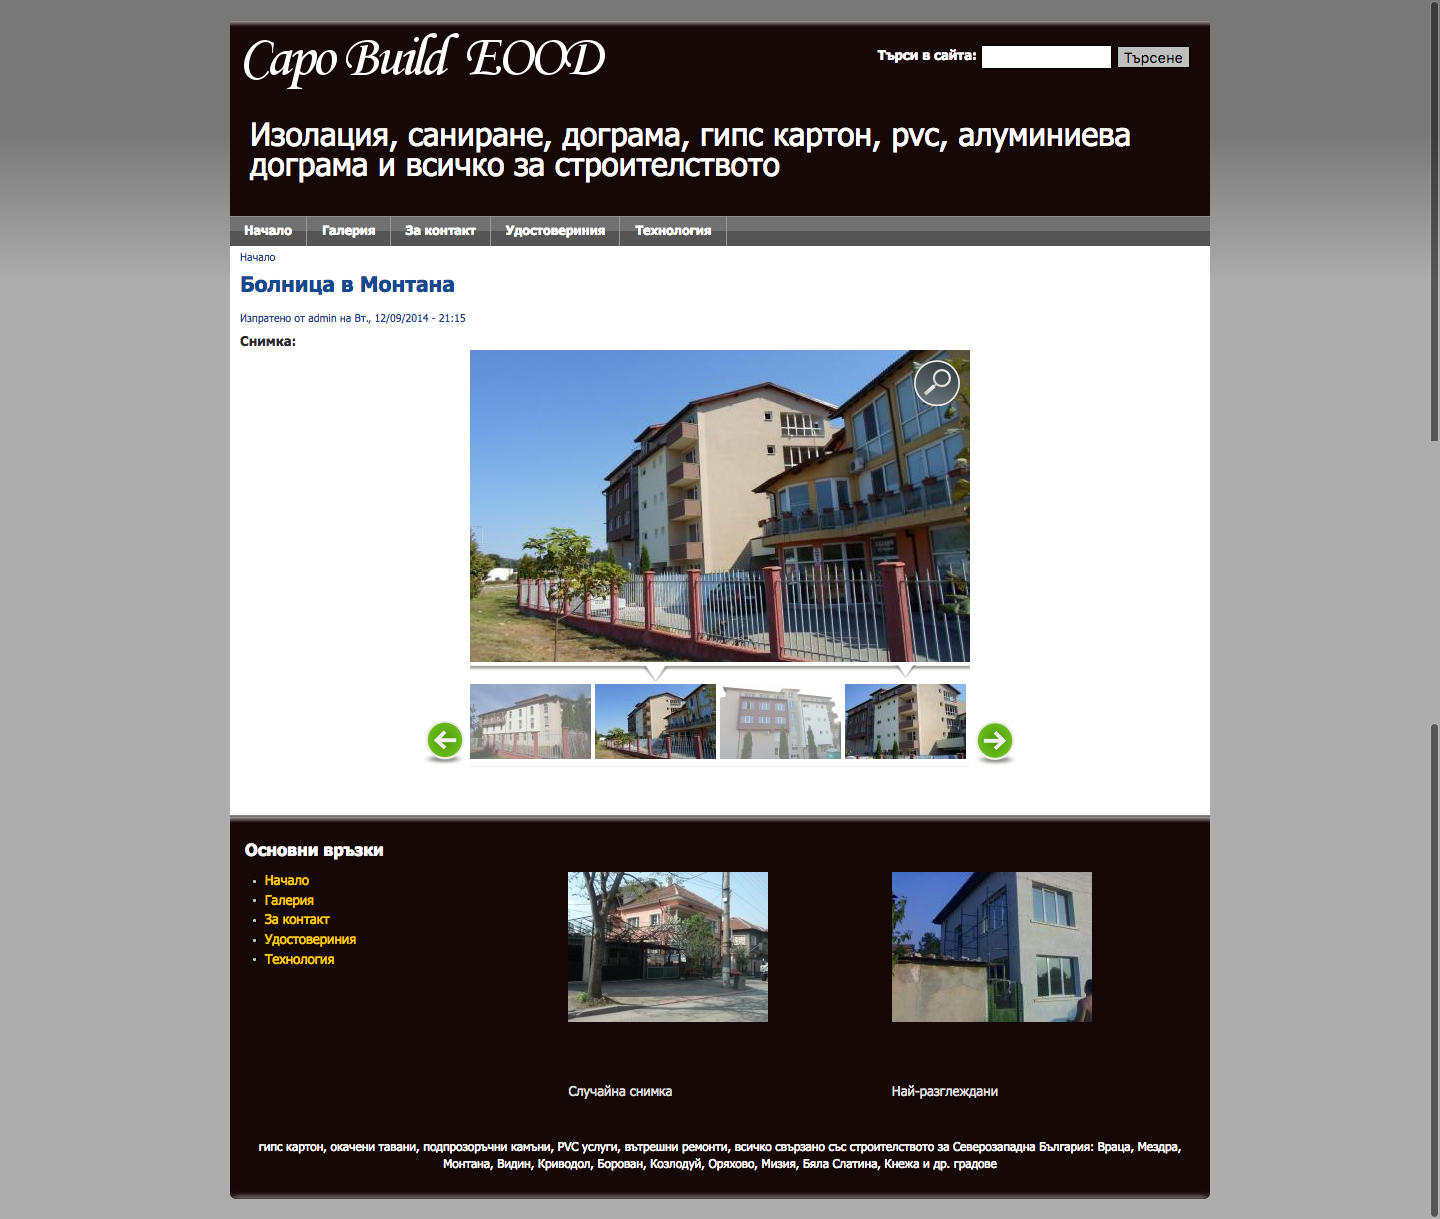 Capo Build EOOD
Търси в сайта:
Търсене
Изолация, саниране, дограма, гипс картон, pvc, алуминиева
дограма и всичко за строителството
Начало
Галерия
За контакт
Удостовериния
Технология
Начало
Болница в Монтана
Изпратено от admin на Вт., 12/09/2014 - 21:15
Снимка:
Основни връзки
Начало
Галерия
За контакт
Удостовериния
Технология
Случайна снимка
Най-разглеждани
гипс картон, окачени тавани, подпрозоръчни камъни, PVC услуги, вътрешни ремонти, всичко свързано със строителството за Северозападна България: Враца, Мездра,
Монтана, Видин, Криводол, Борован, Козлодуй, Оряхово, Мизия, Бяла Слатина, Кнежа и др. градове